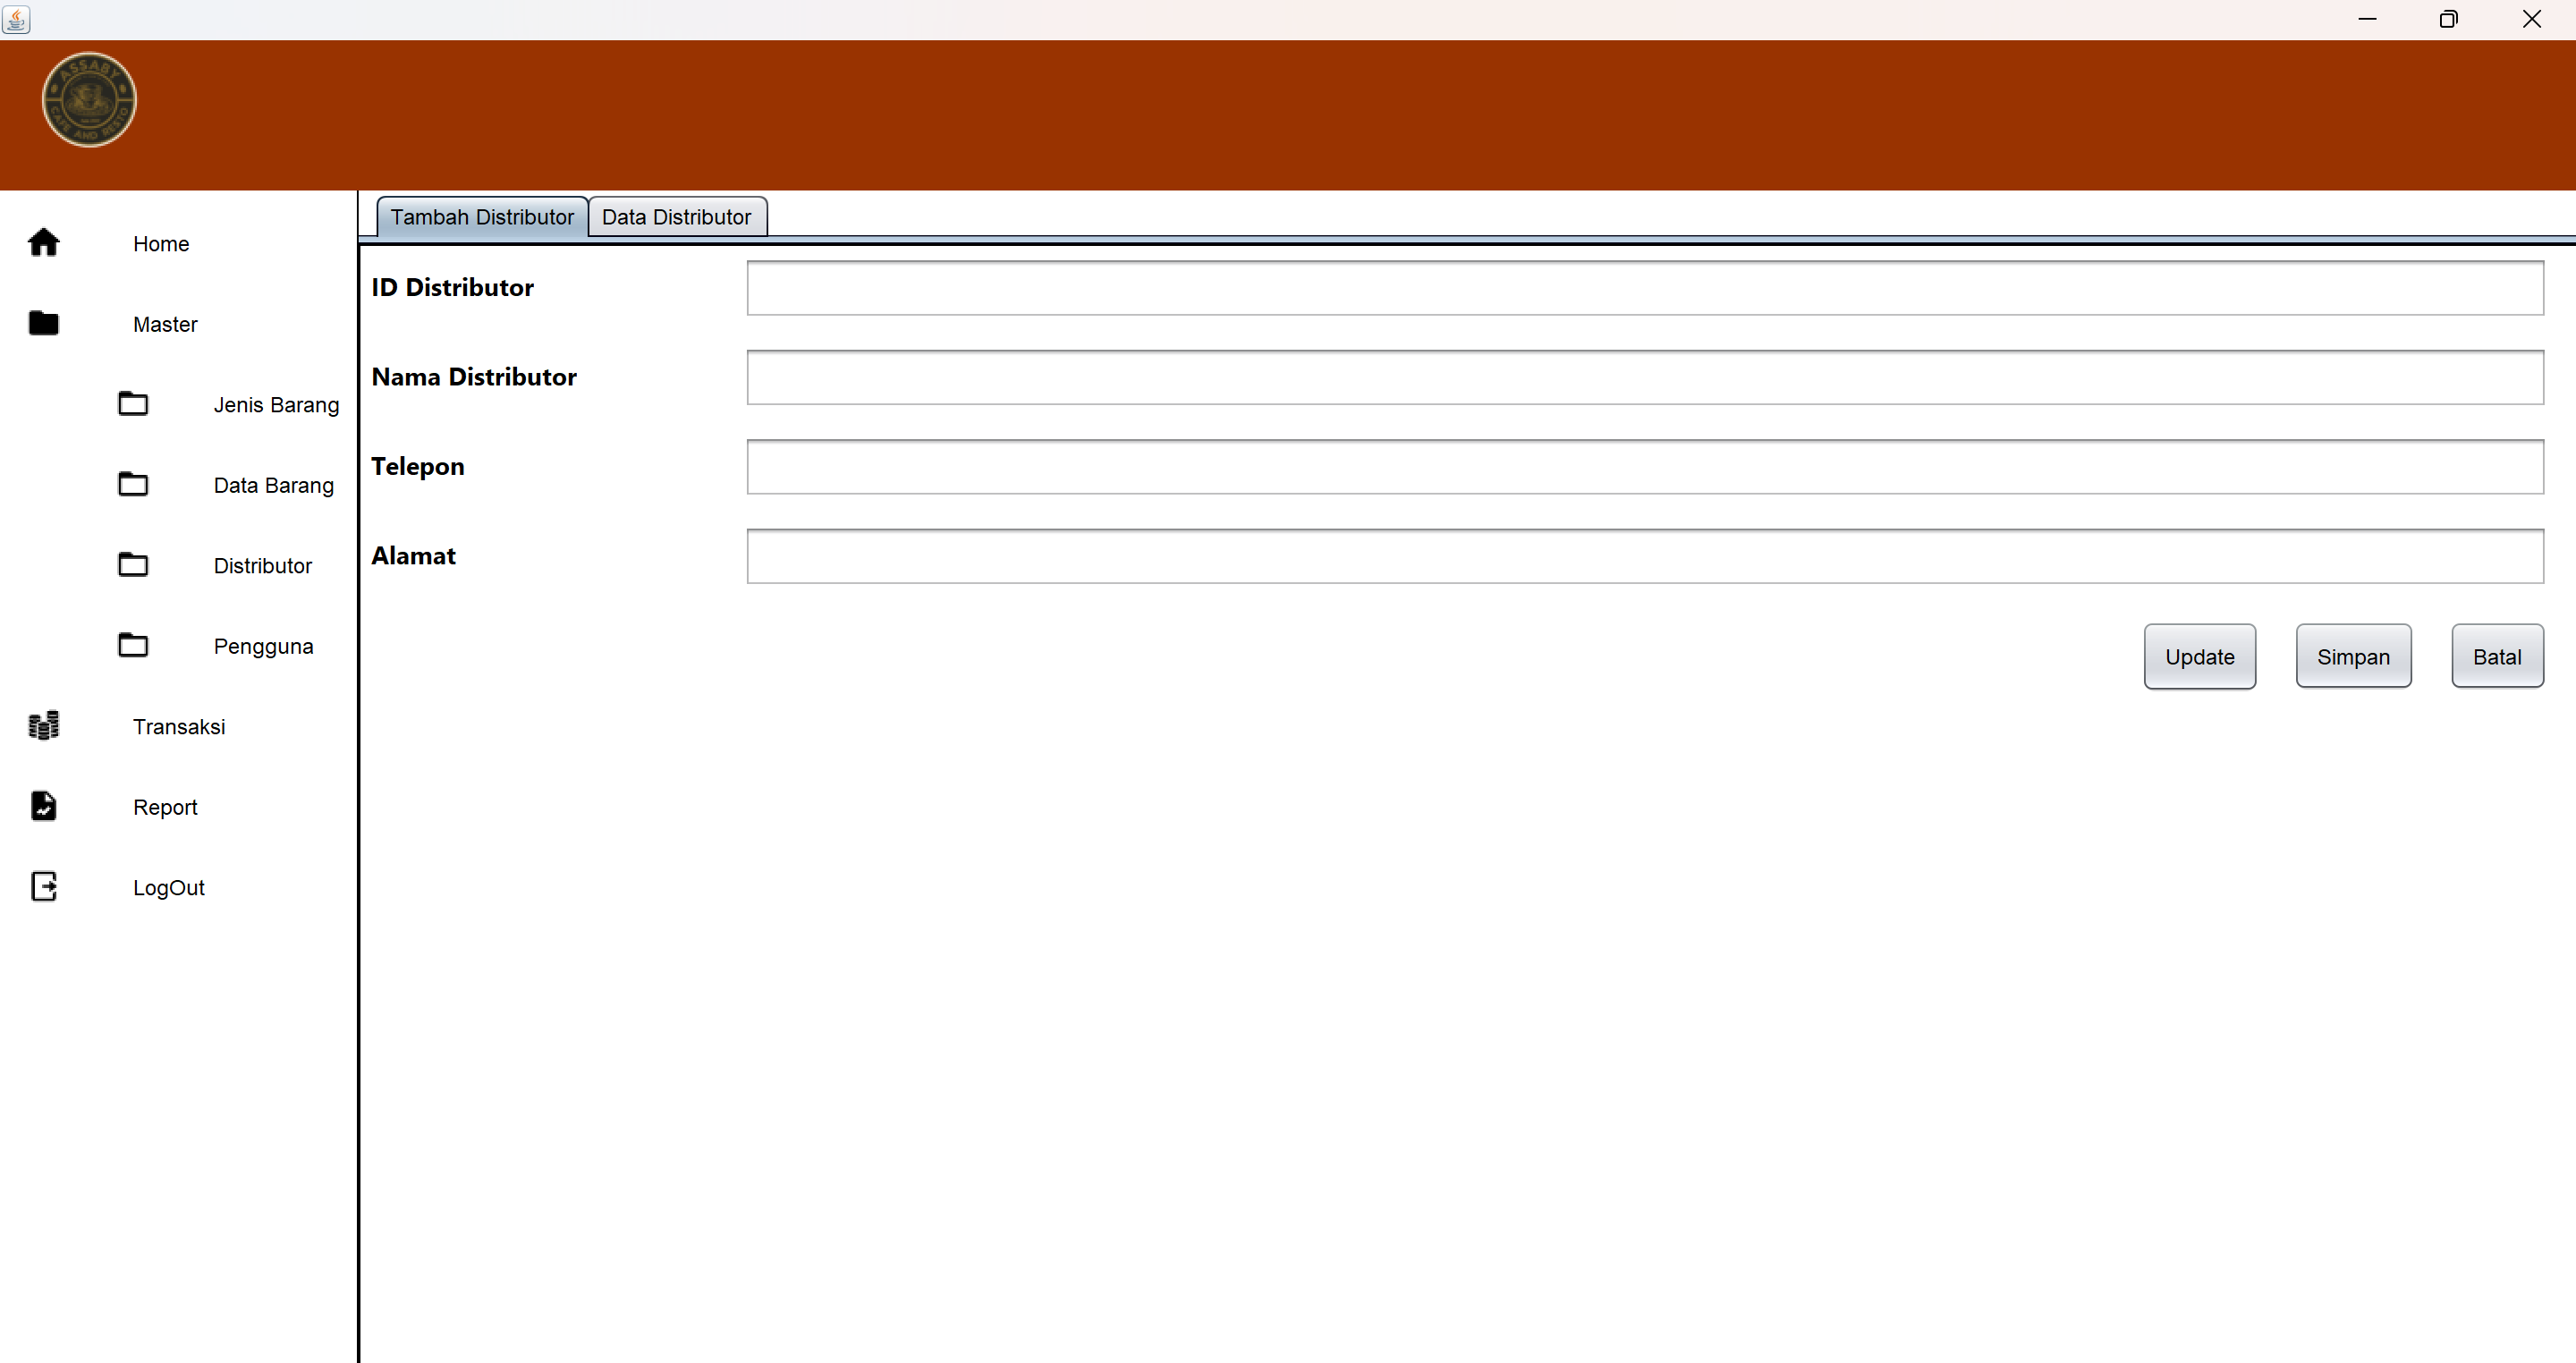 ASSABY
CAFE AND RESTO
Tambah Distributor
Data Distributor
Home
Master
Jenis Barang
Data Barang
Distributor
Pengguna
Transaksi
Report
LogOut
ID Distributor
Nama Distributor
Telepon
Alamat
Update
Simpan
Batal